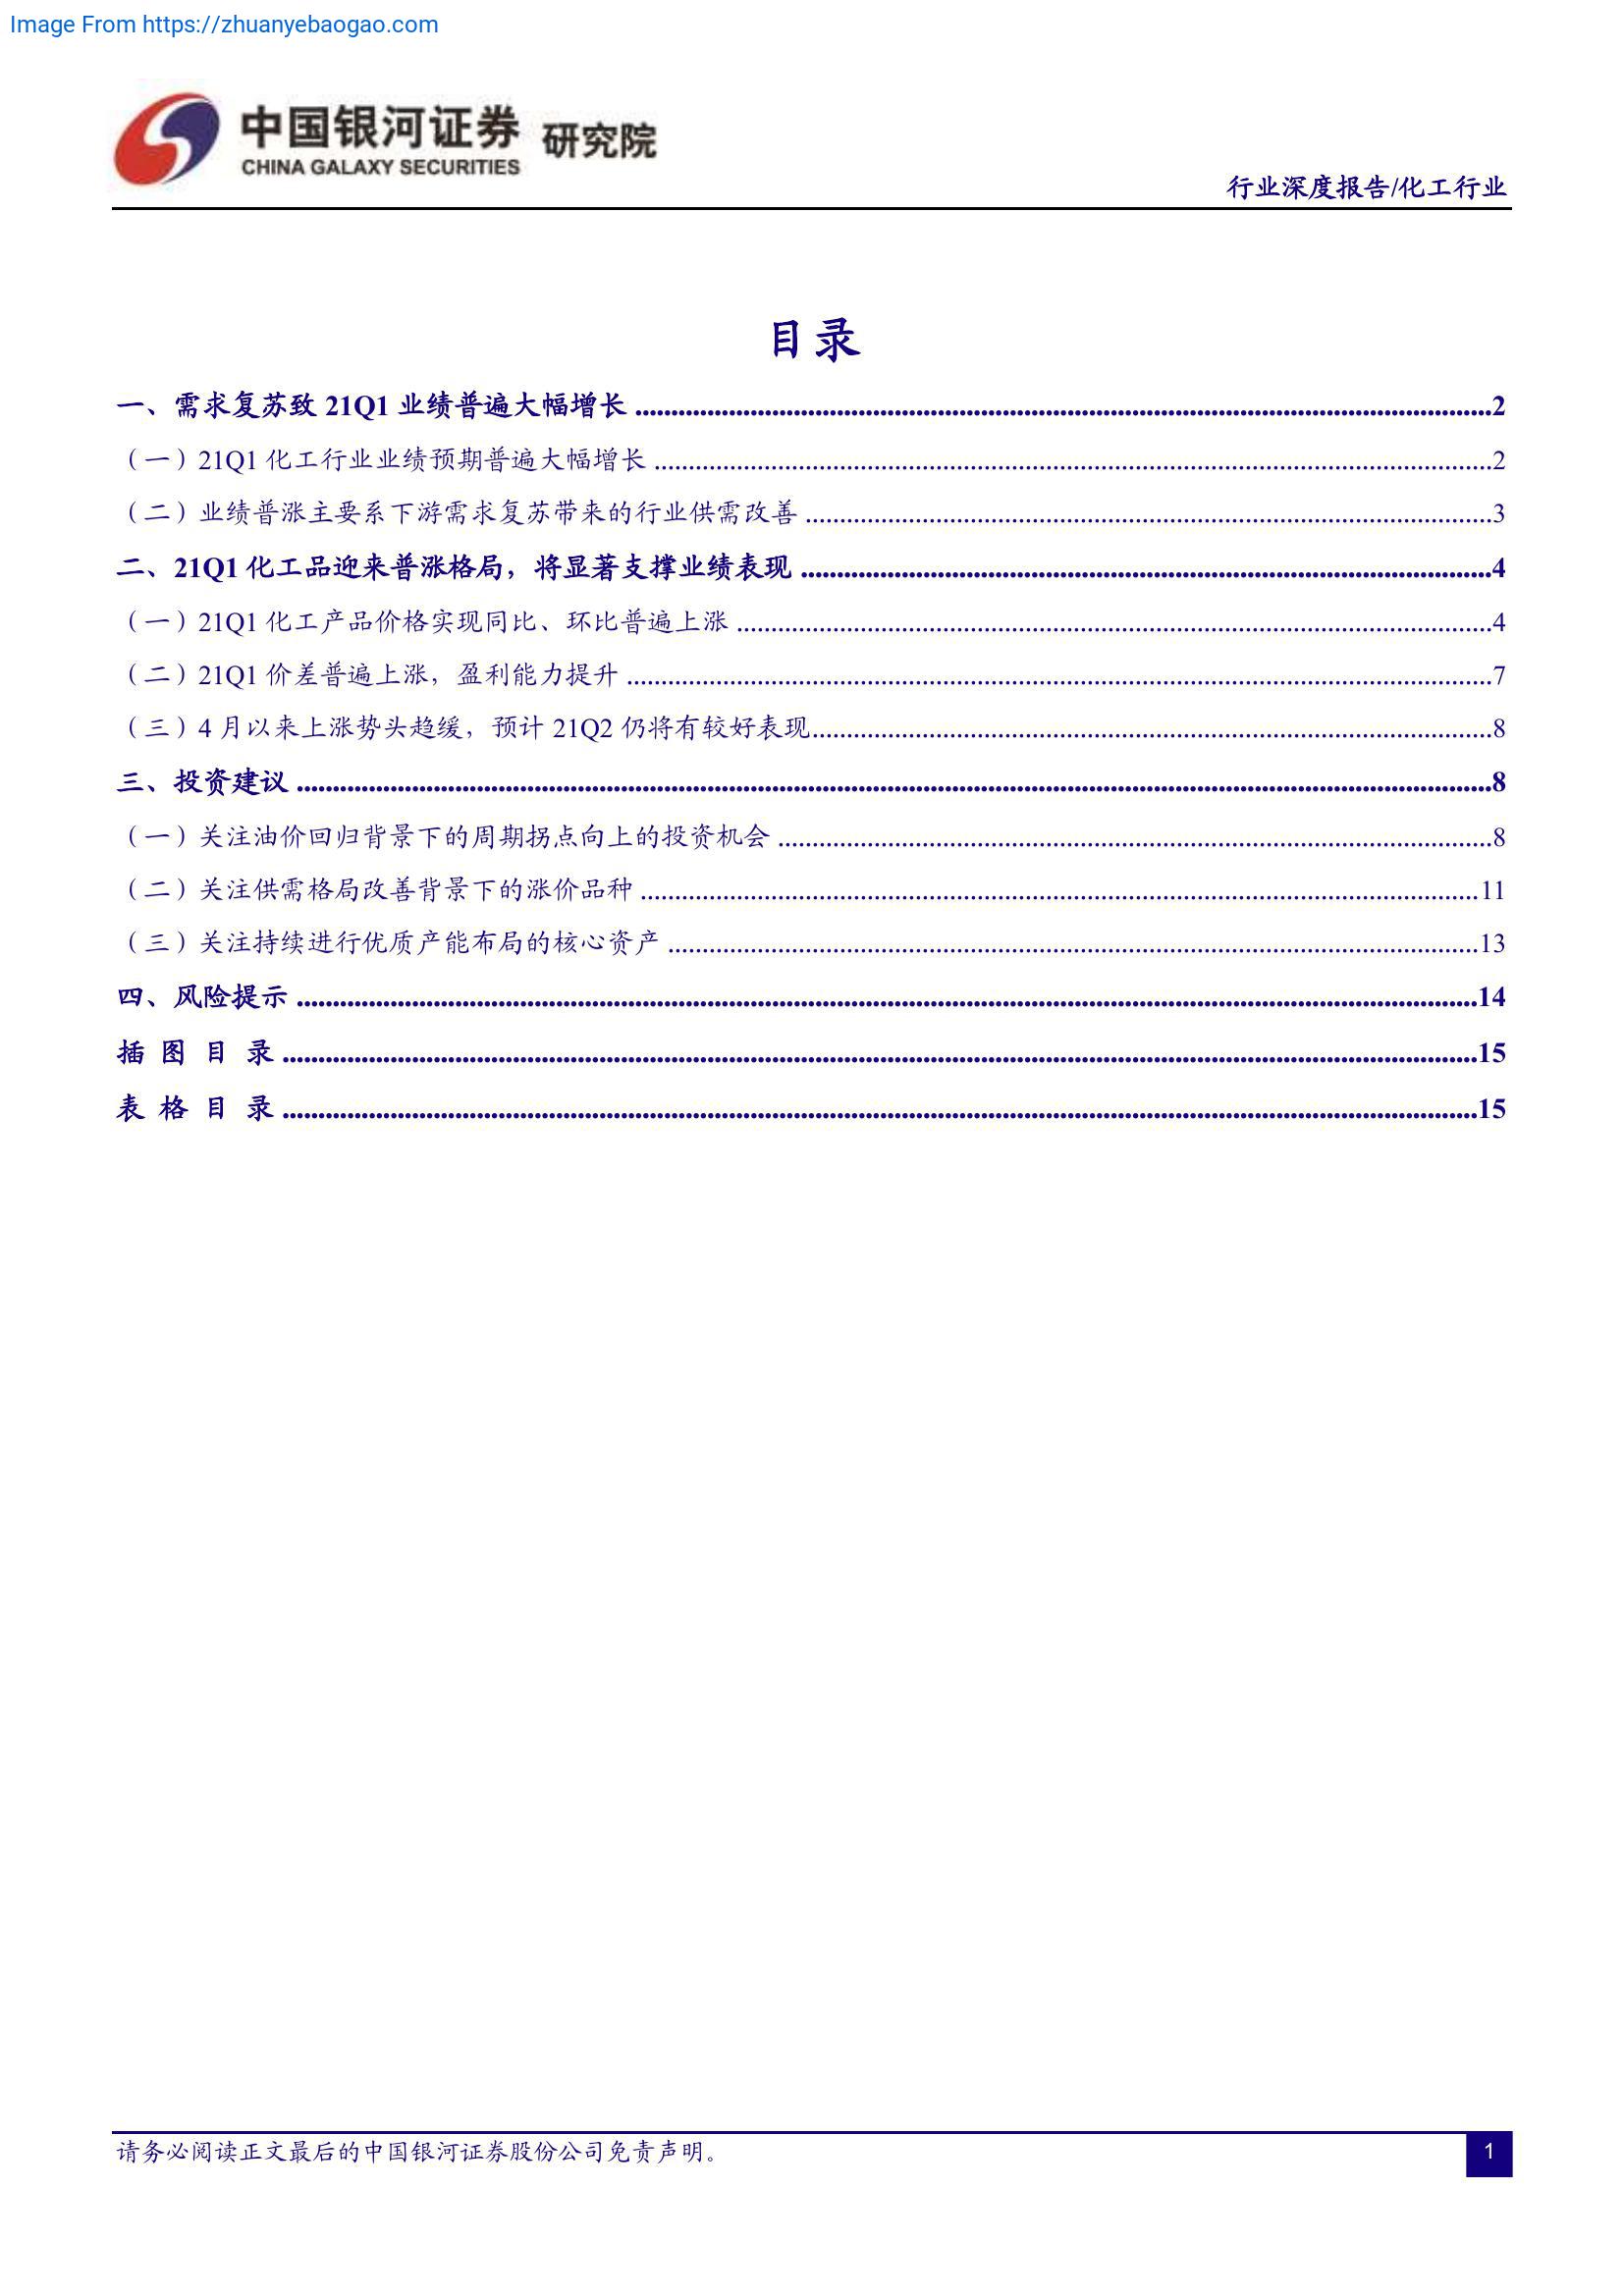 Image From https://zhuanyebaogao.com
中国银河证券 研究院
CHINA GALAXY SECURITIES
行业深度报告/化工行业
目录
一、需求复苏致 21Q1 业绩普遍大幅增长 ........ 2
（一）21Q1 化工行业业绩预期普遍大幅增长 ........ 2
（二）业绩普涨主要系下游需求复苏带来的行业供需改善 ........ 3
二、21Q1 化工品迎来普涨格局，将显著支撑业绩表现 ........ 4
（一）21Q1 化工产品价格实现同比、环比普遍上涨 ........ 4
（二）21Q1 价差普遍上涨，盈利能力提升 ........ 7
（三）4 月以来上涨势头趋缓，预计 21Q2 仍将有较好表现 ........ 8
三、投资建议 ........ 8
（一）关注油价回归背景下的周期拐点向上的投资机会 ........ 8
（二）关注供需格局改善背景下的涨价品种 ........ 11
（三）关注持续进行优质产能布局的核心资产 ........ 13
四、风险提示 ........ 14
插 图 目 录 ........ 15
表 格 目 录 ........ 15
请务必阅读正文最后的中国银河证券股份公司免责声明。
1